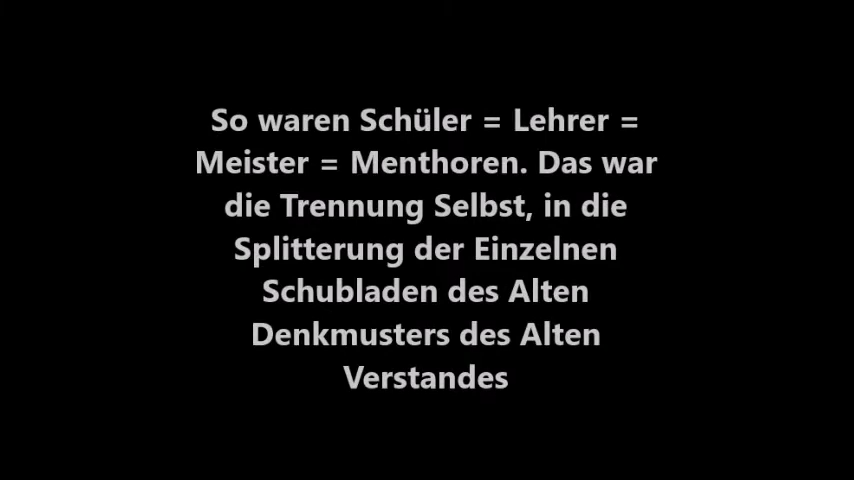 So waren Schüler = Lehrer =
Meister = Menthoren. Das war
die Trennung Selbst, in die
Splitterung der Einzelnen
Schubladen des Alten
Denkmusters des Alten
Verstandes